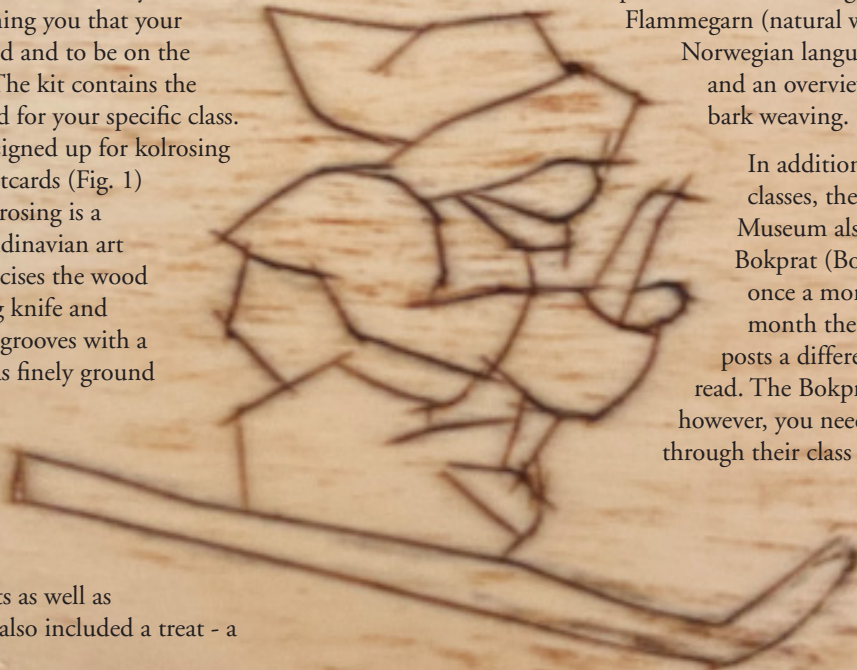 ning you that your
d and to be on the
The kit contains the
d for your specific class.
signed up for kolrosing
tcards (Fig. 1)
rosing is a
dinavian art
cises the wood
g knife and
grooves with a
s finely ground
ts as well as
also included a treat - a
Flammegarn (natural w
Norwegian langu
and an overvie
bark weaving.
In addition
classes, the
Museum als
Bokprat (Bo
once a mon
month the
posts a differe
read. The Bokpr
however, you need
through their class